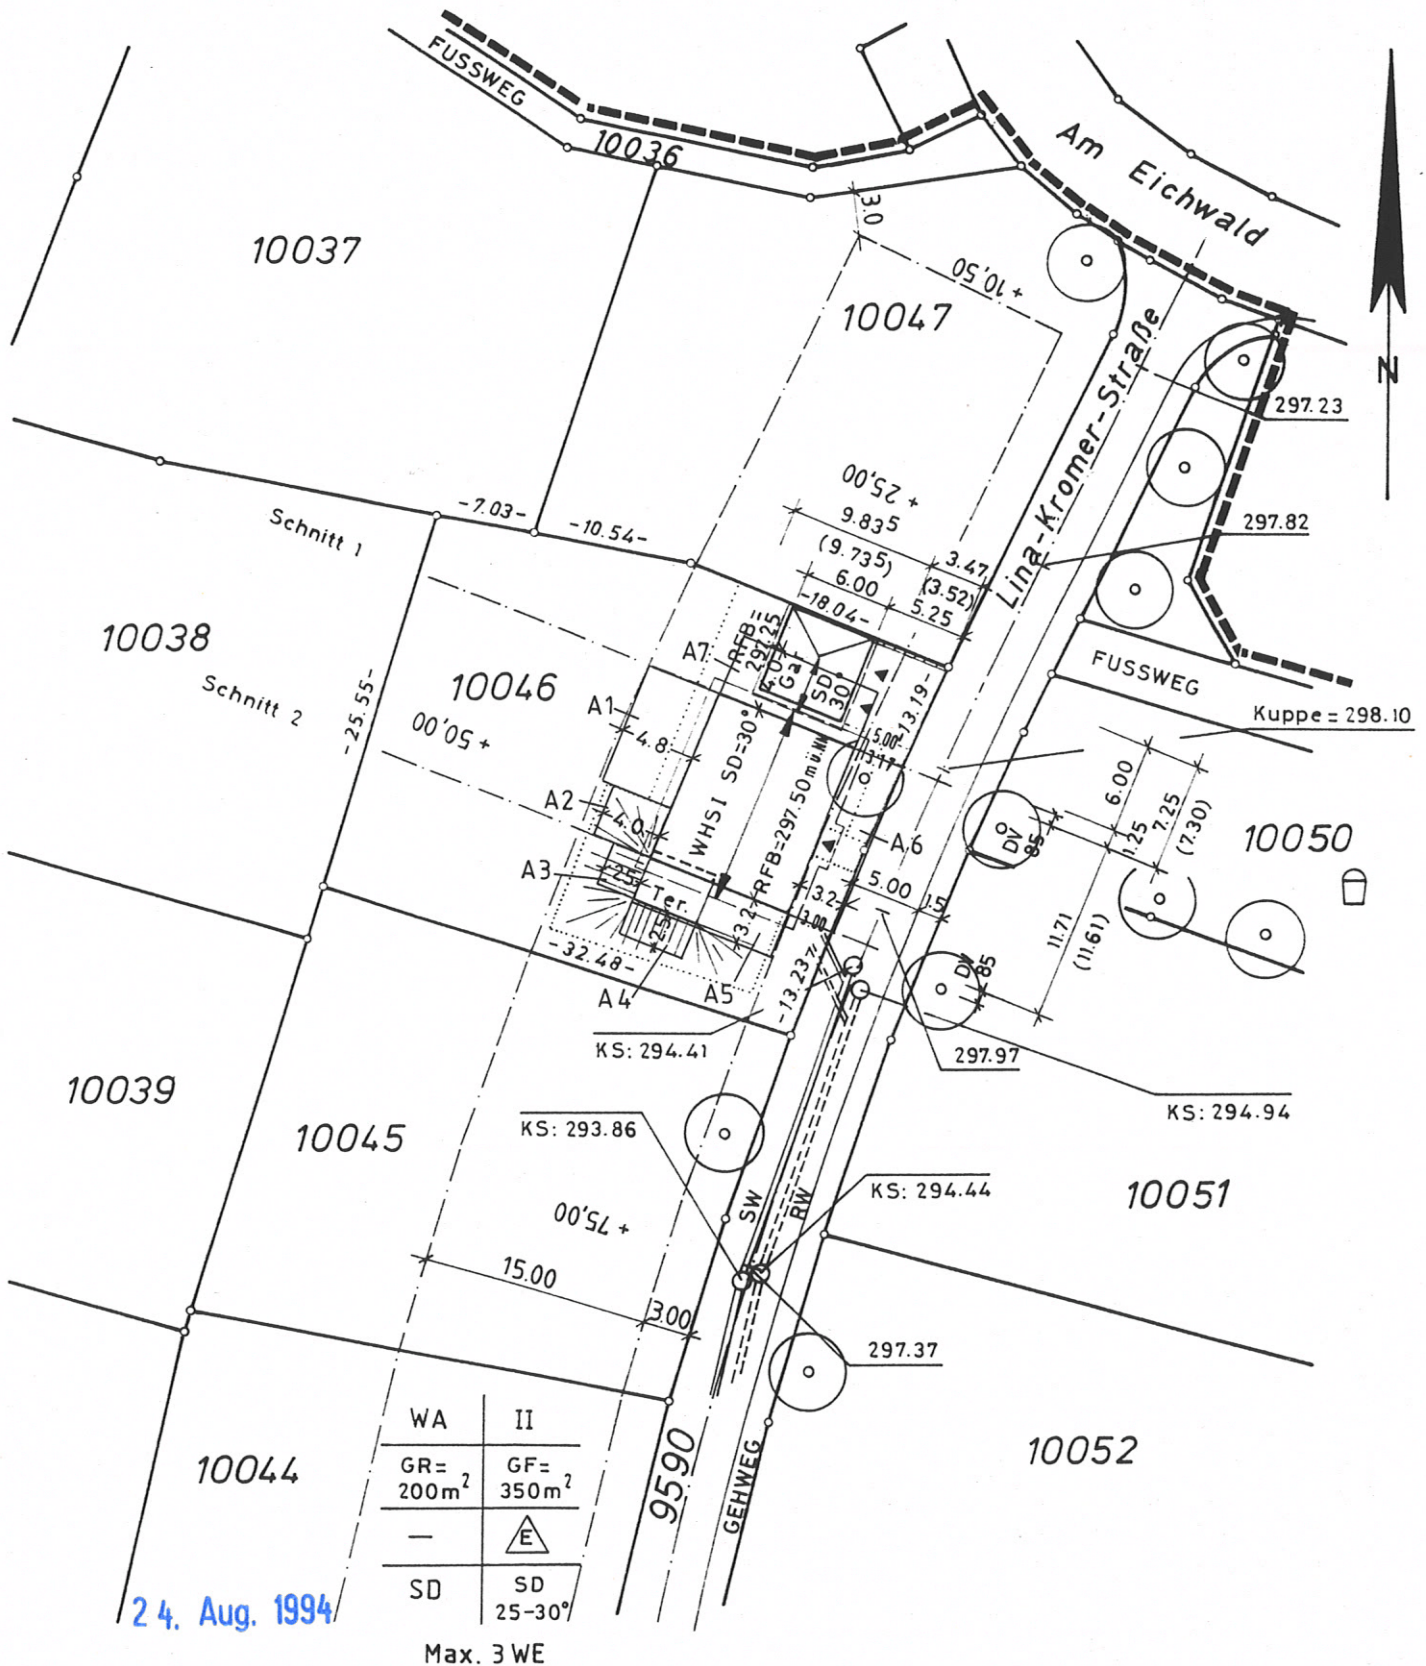 FUSSWEG
10036
Am Eichwald
3.0
10037
+ 10,50
10047
Lina-Kromer-Straße
N
297.23
+ 25,00
9.835
(9.735)
3.47
(3.52)
6.00
5.25
-18.04-
297.82
-7.03-
-10.54-
Schnitt 1
10038
Schnitt 2
-25.55-
10046
+ 50,00
A7
RFB=
297.25
Gar
SD
30°
-13.19-
FUSSWEG
Kuppe = 298.10
A1
4.8
WHSI SD=30°
5.00
RFB=297.50 mü.NN
A2
4.0
A3
Ter.
A6
3.2
5.00
1.5
3.00
DV
85
6.00
1.25
7.25
(7.30)
10050
11.71
(11.61)
-32.48-
2.5
3.2
A4
A5
-13.23-
DV
85
KS: 294.41
297.97
KS: 294.94
10039
10045
KS: 293.86
KS: 294.44
SW
RW
10051
+ 75,00
15.00
3.00
297.37
WA
II
GR=
200m²
GF=
350m²
—
E
SD
SD
25-30°
Max. 3 WE
10044
9590
GEHWEG
10052
24. Aug. 1994